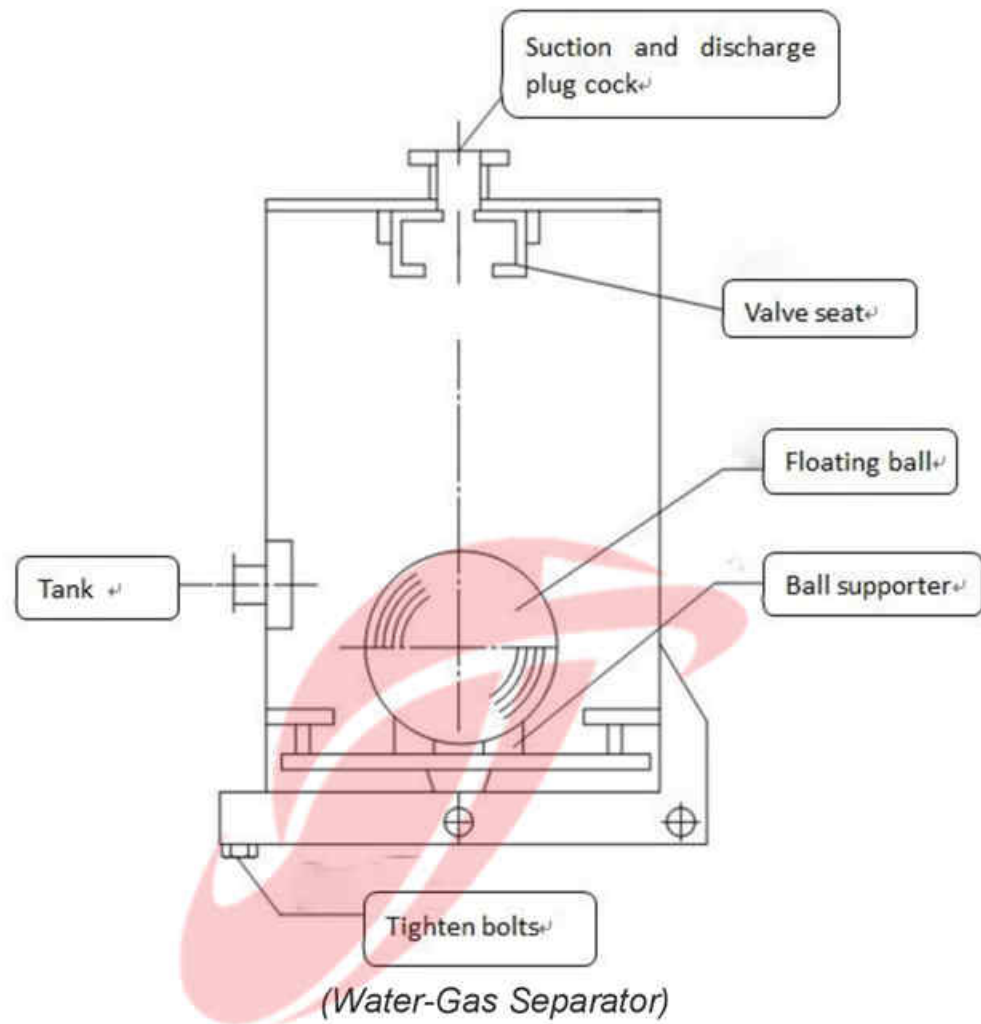 Suction and discharge
plug cock↵
Valve seat↵
Floating ball↵
Tank ↵
Ball supporter↵
Tighten bolts↵
(Water-Gas Separator)